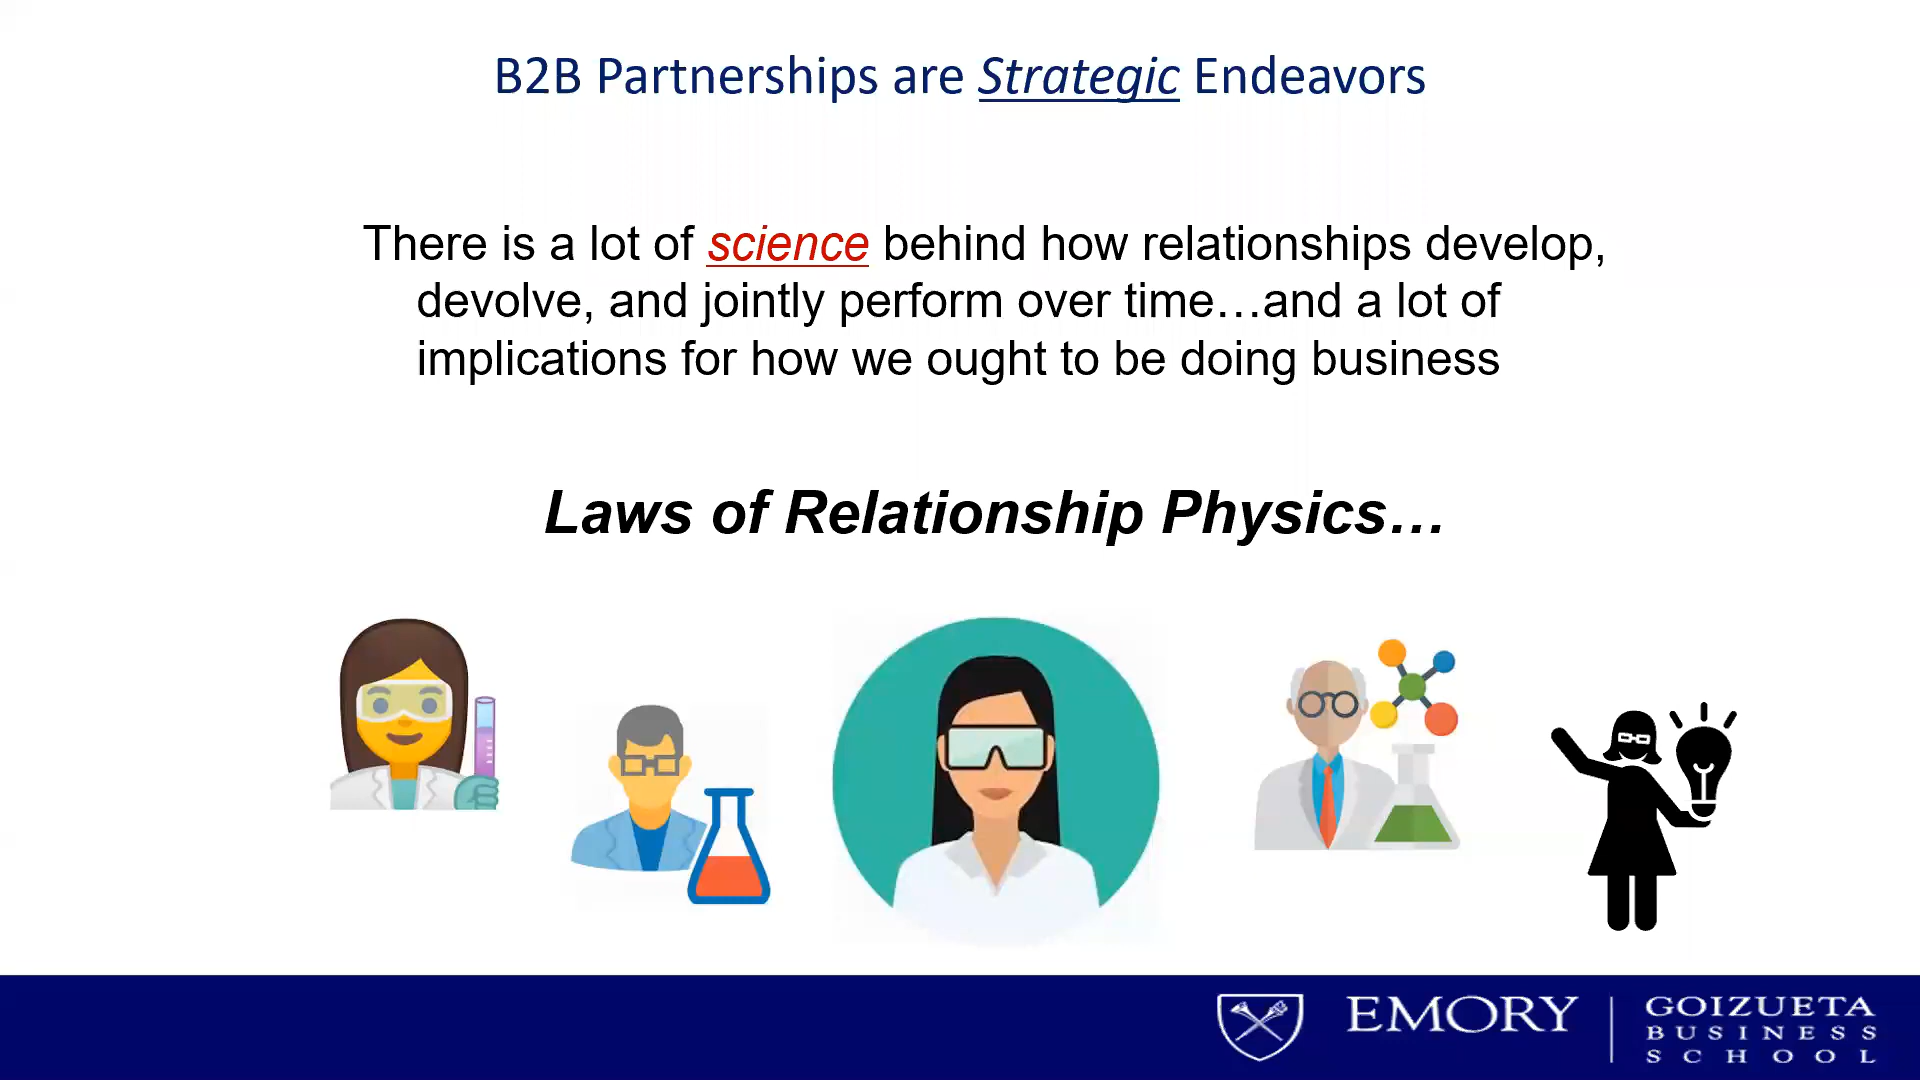 B2B Partnerships are Strategic Endeavors
There is a lot of science behind how relationships develop,
devolve, and jointly perform over time…and a lot of
implications for how we ought to be doing business
Laws of Relationship Physics…
EMORY
GOIZUETA
BUSINESS
SCHOOL